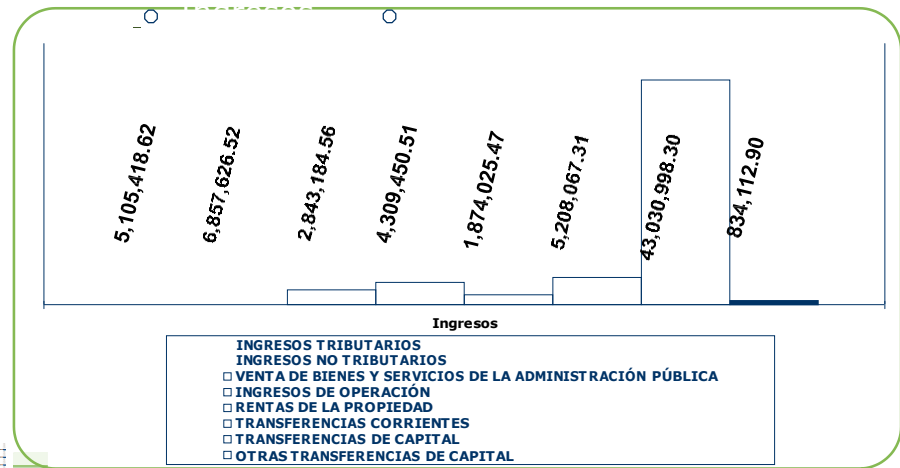 Ingresos
5,105,418.62
6,857,626.52
2,843,184.56
4,309,450.51
1,874,025.47
5,208,067.31
43,030,998.30
834,112.90
Ingresos
INGRESOS TRIBUTARIOS
INGRESOS NO TRIBUTARIOS
VENTA DE BIENES Y SERVICIOS DE LA ADMINISTRACIÓN PÚBLICA
INGRESOS DE OPERACIÓN
RENTAS DE LA PROPIEDAD
TRANSFERENCIAS CORRIENTES
TRANSFERENCIAS DE CAPITAL
OTRAS TRANSFERENCIAS DE CAPITAL